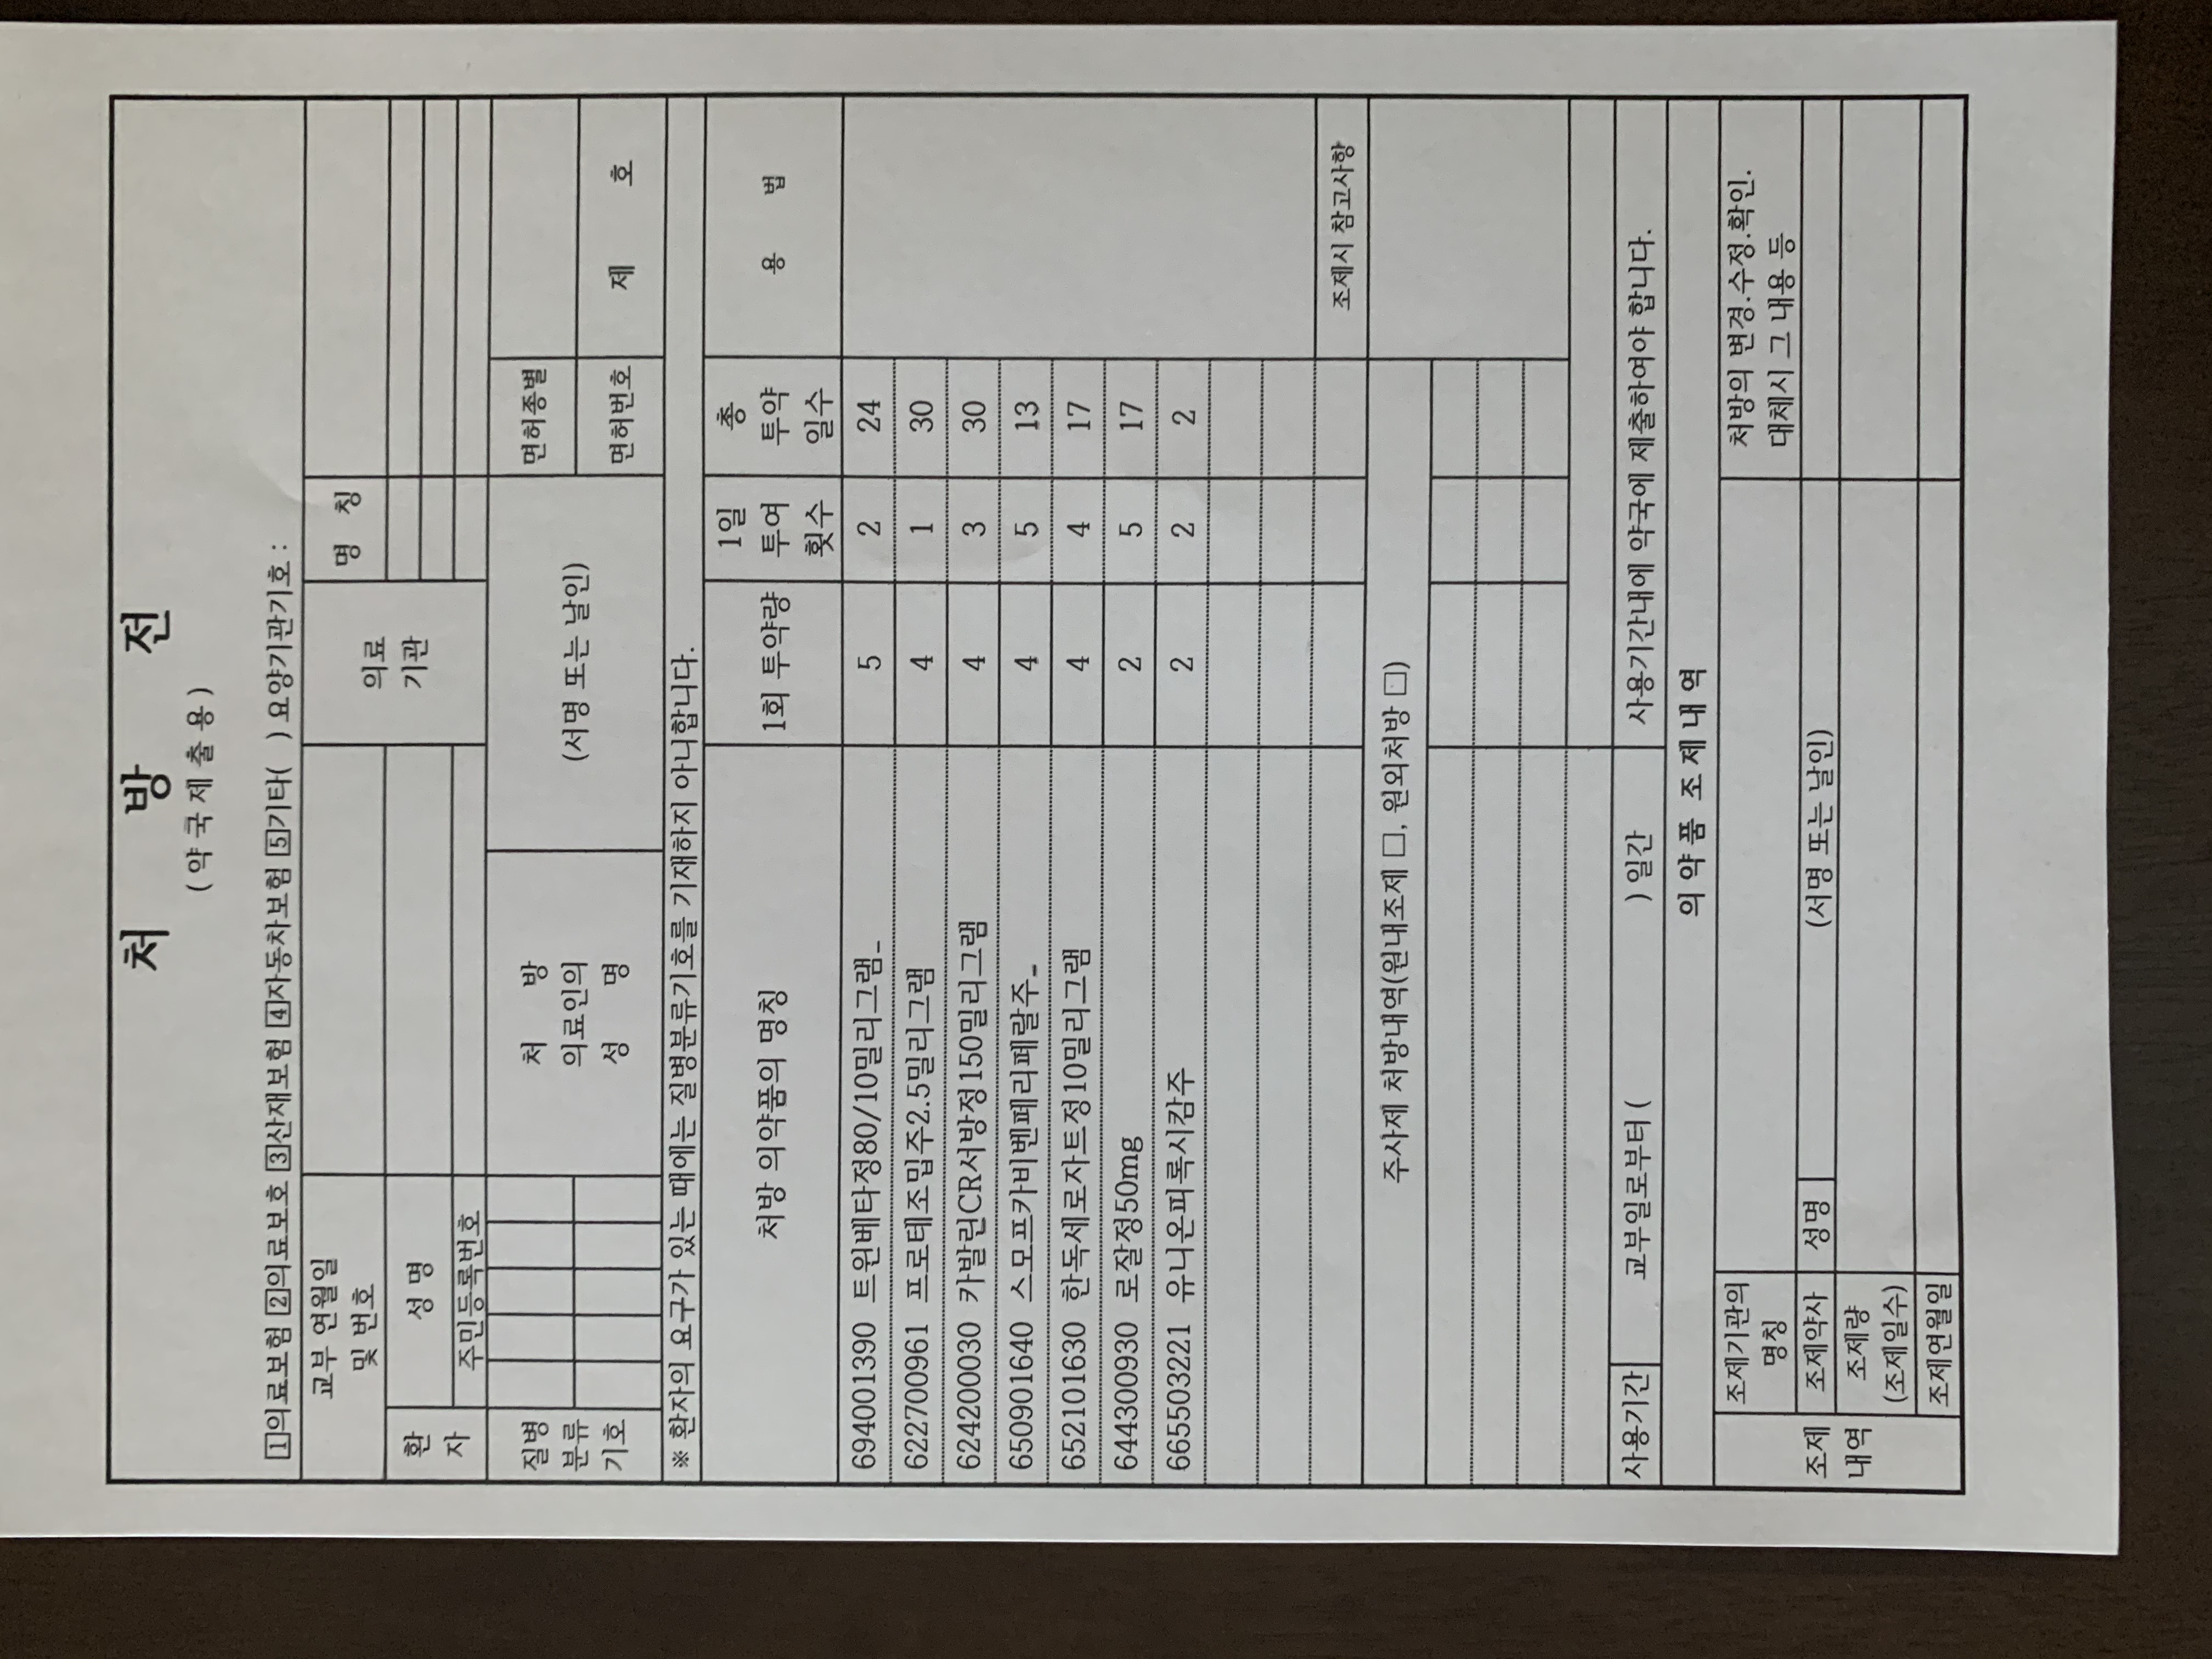 처 방 전
(약국제출용)
1의료보험 2의료보호 3산재보험 4자동차보험 5기타( ) 요양기관기호 :
교부 연월일 및 번호
의료 기관
명 칭
환자
성 명
주민등록번호
질병 분류 기호
처 방 의료인의 성 명
(서명 또는 날인)
면허종별
면허번호
제 호
※ 환자의 요구가 있는 때에는 질병분류기호를 기재하지 아니합니다.
처방 의약품의 명칭
1회 투약량
1일 투여 횟수
총 투약 일수
용 법
694001390 트윈베타정80/10밀리그램_ 5 2 24
622700961 프로테조밉주2.5밀리그램 4 1 30
624200030 카발린CR서방정150밀리그램 4 3 30
650901640 스모프카비벤페리페랄주_ 4 5 13
652101630 한독세로자트정10밀리그램 4 4 17
644300930 로잘정50mg 2 5 17
665503221 유니온피록시캄주 2 2 2
조제시 참고사항
주사제 처방내역(원내조제 □, 원외처방 □)
사용기간 교부일로부터 ( ) 일간 사용기간내에 약국에 제출하여야 합니다.
의약품 조제내역
조제 내역
조제기관의 명칭
처방의 변경.수정.확인.
대체시 그 내용 등
조제약사 성명 (서명 또는 날인)
조제량
(조제일수)
조제연월일